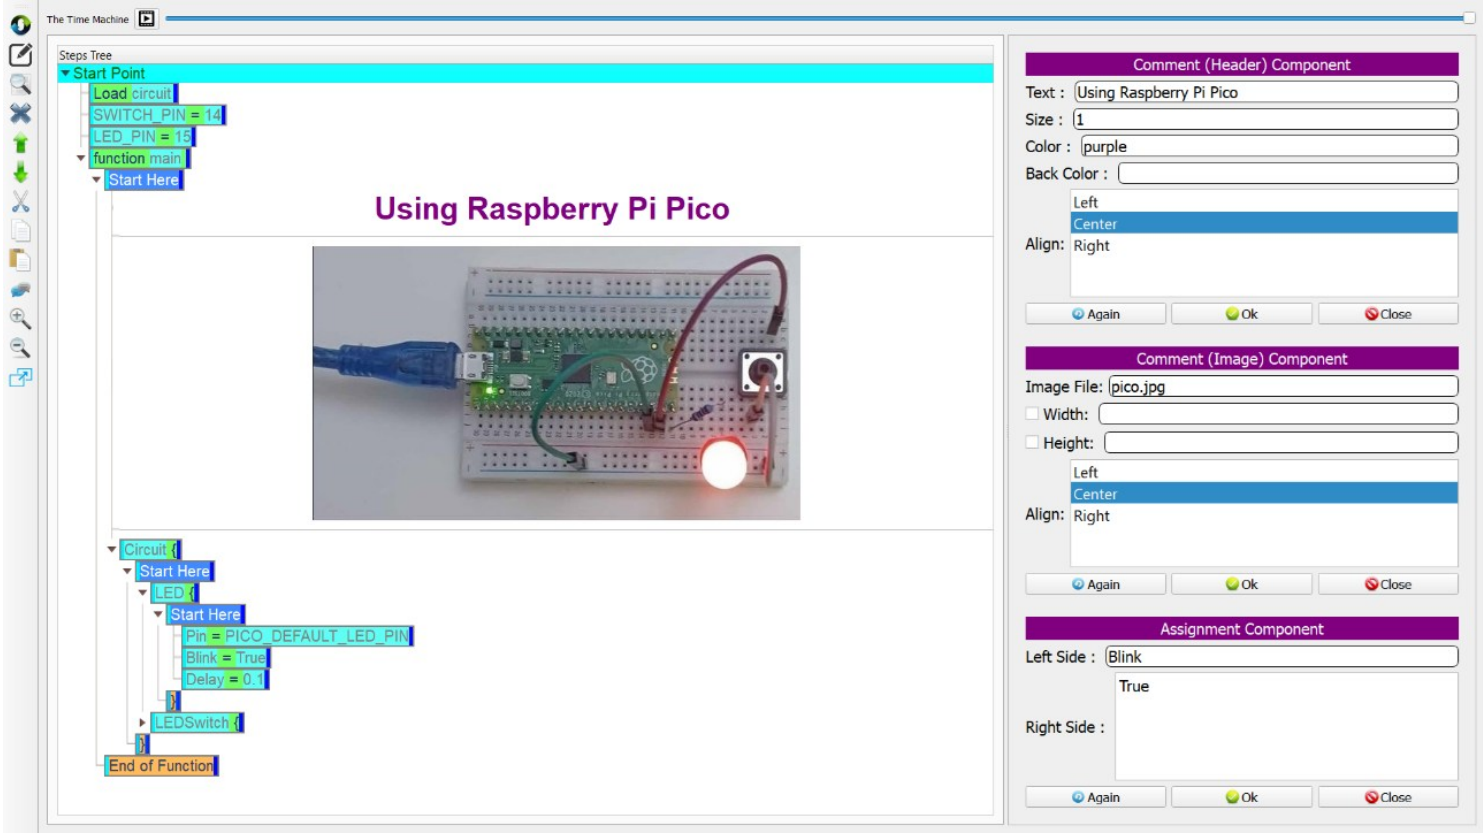 The Time Machine
Steps Tree
Start Point
Load circuit
SWITCH_PIN = 14
LED_PIN = 15
function main
Start Here
Using Raspberry Pi Pico
Circuit {
Start Here
LED {
Start Here
Pin = PICO_DEFAULT_LED_PIN
Blink = True
Delay = 0.1
}
LEDSwitch {
}
End of Function
Comment (Header) Component
Text : Using Raspberry Pi Pico
Size : 1
Color : purple
Back Color :
Left
Center
Align: Right
Again Ok Close
Comment (Image) Component
Image File: pico.jpg
Width:
Height:
Left
Center
Align: Right
Again Ok Close
Assignment Component
Left Side : Blink
True
Right Side :
Again Ok Close